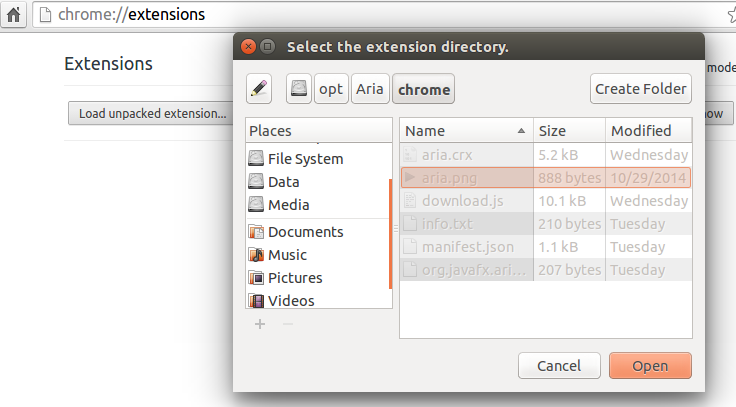 chrome://extensions
Select the extension directory.
Extensions
mode
Load unpacked extension...
now
opt Aria chrome Create Folder
Places Name Size Modified
File System
Data
Media
Documents
Music
Pictures
Videos
aria.crx 5.2 kB Wednesday
aria.png 888 bytes 10/29/2014
download.js 10.1 kB Wednesday
info.txt 210 bytes Tuesday
manifest.json 1.1 kB Tuesday
org.javafx.ari... 207 bytes Tuesday
Cancel Open